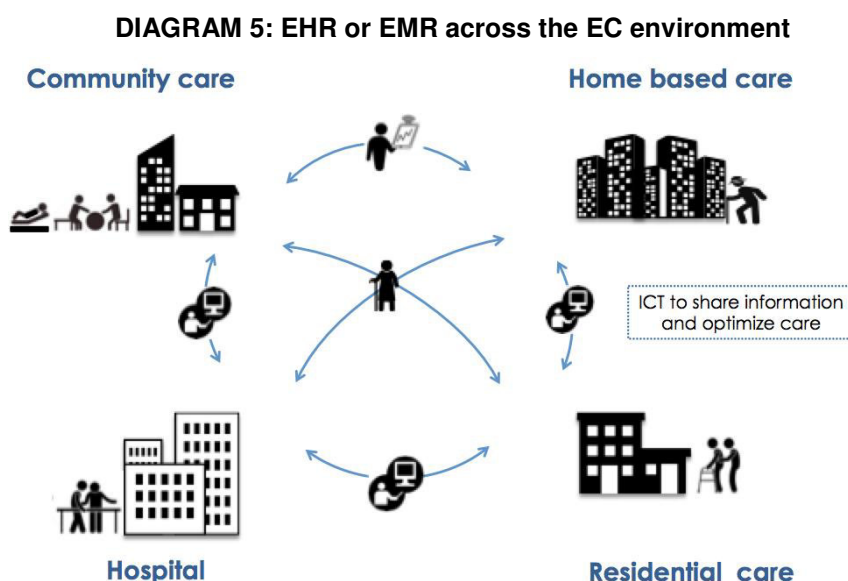 DIAGRAM 5: EHR or EMR across the EC environment
Community care
Home based care
ICT to share information
and optimize care
Hospital
Residential care